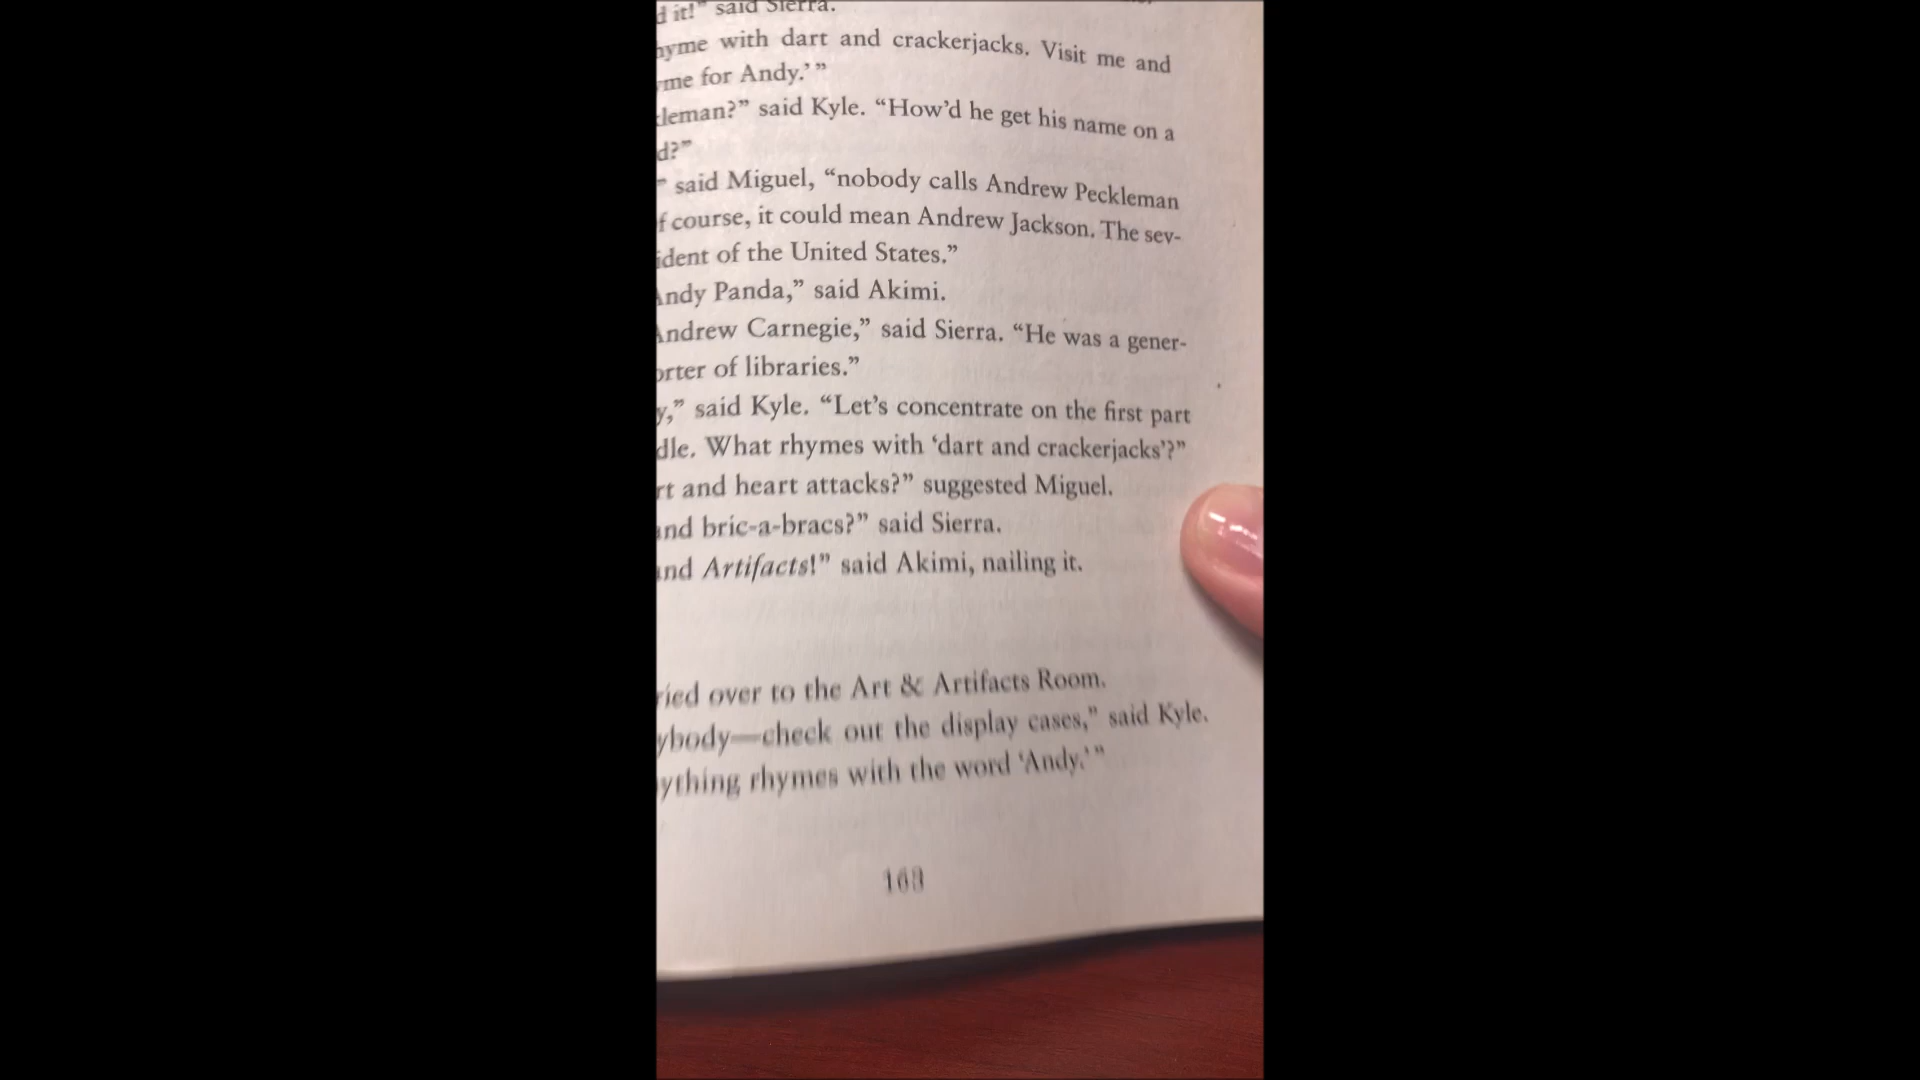 d it!" said Sierra.
hyme with dart and crackerjacks. Visit me and
me for Andy.’”
kleman?” said Kyle. “How’d he get his name on a
d?”
” said Miguel, “nobody calls Andrew Peckleman
f course, it could mean Andrew Jackson. The sev-
ident of the United States.”
Andy Panda,” said Akimi.
Andrew Carnegie,” said Sierra. “He was a gener-
orter of libraries.”
y,” said Kyle. “Let’s concentrate on the first part
dle. What rhymes with ‘dart and crackerjacks’?”
rt and heart attacks?” suggested Miguel.
and bric-a-bracs?” said Sierra.
and Artifacts!” said Akimi, nailing it.
ried over to the Art & Artifacts Room.
ybody—check out the display cases,” said Kyle.
ything rhymes with the word ‘Andy.’”
163